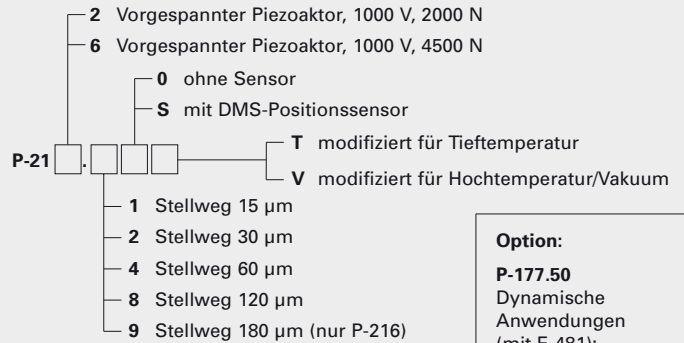 2 Vorgespannter Piezoaktor, 1000 V, 2000 N
6 Vorgespannter Piezoaktor, 1000 V, 4500 N
0 ohne Sensor
S mit DMS-Positionssensor
T modifiziert für Tieftemperatur
P-21 .
V modifiziert für Hochtemperatur/Vakuum
1 Stellweg 15 µm
2 Stellweg 30 µm
4 Stellweg 60 µm
8 Stellweg 120 µm
9 Stellweg 180 µm (nur P-216)
Option:
P-177.50
Dynamische
Anwendungen
(mit E-481):